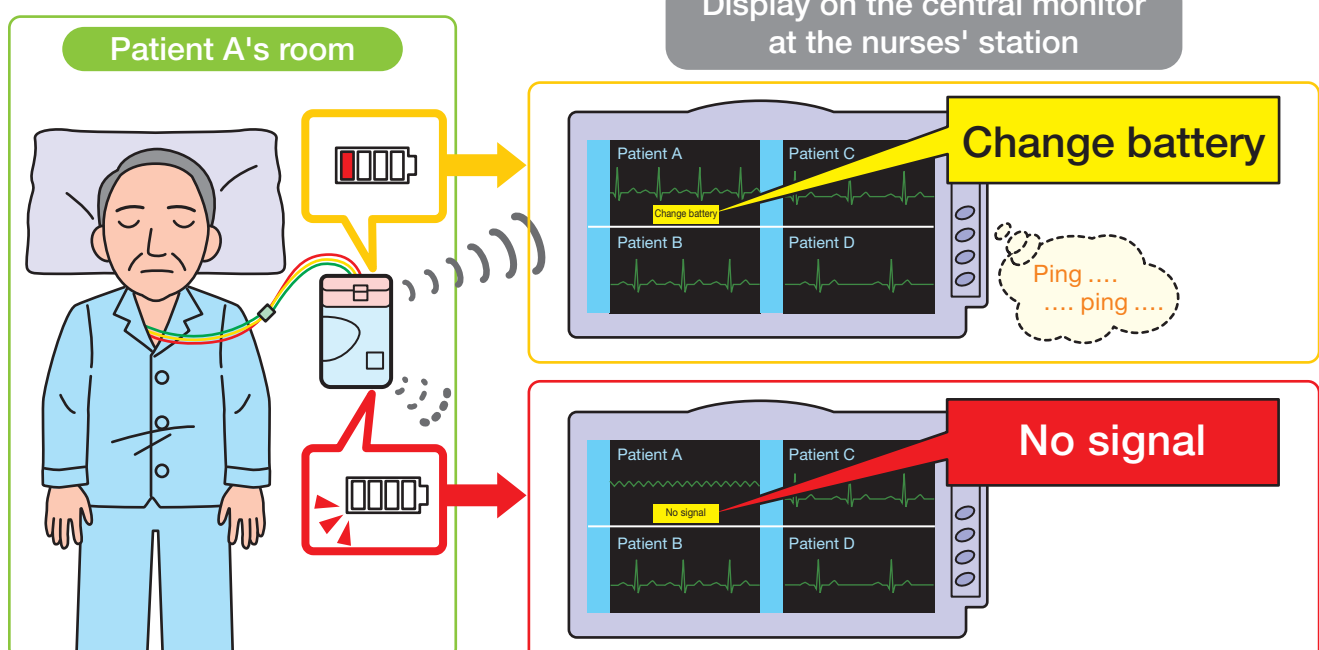 Display on the central monitor
at the nurses' station
Patient A's room
Patient A
Patient C
Change battery
Change battery
Patient B
Patient D
Ping ....
.... ping ....
Patient A
Patient C
No signal
No signal
Patient B
Patient D